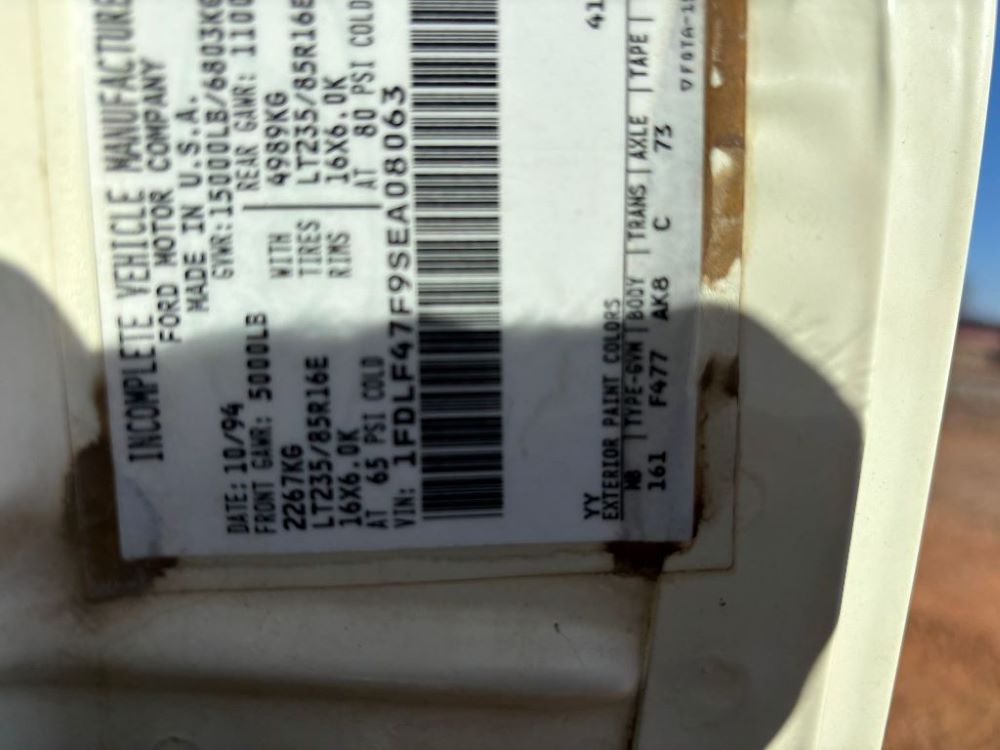 INCOMPLETE VEHICLE MANUFACTURE
FORD MOTOR COMPANY
MADE IN U.S.A.
DATE: 10/94 GVWR:15000LB/6803KG
FRONT GAWR: 5000LB REAR GAWR: 1100
2267KG WITH 4989KG
LT235/85R16E TIRES LT235/85R16E
16X6.0K RIMS 16X6.0K
AT 65 PSI COLD AT 80 PSI COLD
VIN: 1FDLF47F9SEA08063
YY 41
EXTERIOR PAINT COLORS
WB |TYPE-GVW|BODY |TRANS|AXLE |TAPE|
161 F477 AK8 C 73